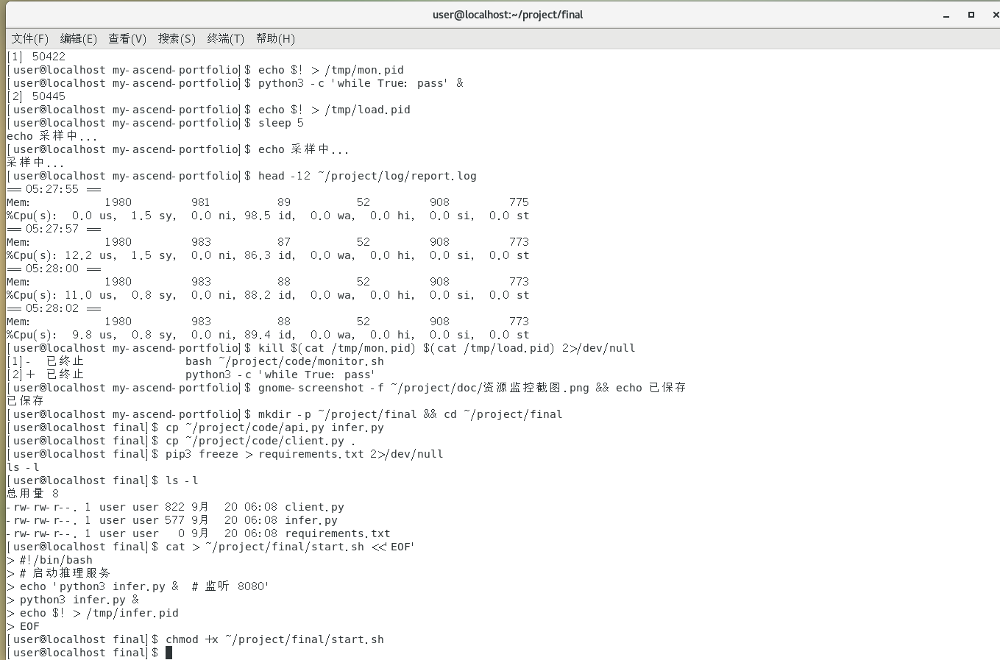 user@localhost:~/project/final
文件(F) 编辑(E) 查看(V) 搜索(S) 终端(T) 帮助(H)
[1] 50422
[user@localhost my-ascend-portfolio]$ echo $! > /tmp/mon.pid
[user@localhost my-ascend-portfolio]$ python3 -c 'while True: pass' &
[2] 50445
[user@localhost my-ascend-portfolio]$ echo $! > /tmp/load.pid
[user@localhost my-ascend-portfolio]$ sleep 5
echo 采样中...
[user@localhost my-ascend-portfolio]$ echo 采样中...
采样中...
[user@localhost my-ascend-portfolio]$ head -12 ~/project/log/report.log
== 05:27:55 ==
Mem: 1980 981 89 52 908 775
%Cpu(s): 0.0 us, 1.5 sy, 0.0 ni, 98.5 id, 0.0 wa, 0.0 hi, 0.0 si, 0.0 st
== 05:27:57 ==
Mem: 1980 983 87 52 908 773
%Cpu(s): 12.2 us, 1.5 sy, 0.0 ni, 86.3 id, 0.0 wa, 0.0 hi, 0.0 si, 0.0 st
== 05:28:00 ==
Mem: 1980 983 88 52 908 773
%Cpu(s): 11.0 us, 0.8 sy, 0.0 ni, 88.2 id, 0.0 wa, 0.0 hi, 0.0 si, 0.0 st
== 05:28:02 ==
Mem: 1980 983 88 52 908 773
%Cpu(s): 9.8 us, 0.8 sy, 0.0 ni, 89.4 id, 0.0 wa, 0.0 hi, 0.0 si, 0.0 st
[user@localhost my-ascend-portfolio]$ kill $(cat /tmp/mon.pid) $(cat /tmp/load.pid) 2>/dev/null
[1]- 已终止 bash ~/project/code/monitor.sh
[2]+ 已终止 python3 -c 'while True: pass'
[user@localhost my-ascend-portfolio]$ gnome-screenshot -f ~/project/doc/资源监控截图.png && echo 已保存
已保存
[user@localhost my-ascend-portfolio]$ mkdir -p ~/project/final && cd ~/project/final
[user@localhost final]$ cp ~/project/code/api.py infer.py
[user@localhost final]$ cp ~/project/code/client.py .
[user@localhost final]$ pip3 freeze > requirements.txt 2>/dev/null
ls -l
[user@localhost final]$ ls -l
总用量 8
-rw-rw-r--. 1 user user 822 9月 20 06:08 client.py
-rw-rw-r--. 1 user user 577 9月 20 06:08 infer.py
-rw-rw-r--. 1 user user 0 9月 20 06:08 requirements.txt
[user@localhost final]$ cat > ~/project/final/start.sh <<'EOF'
> #!/bin/bash
> # 启动推理服务
> echo 'python3 infer.py &  # 监听 8080'
> python3 infer.py &
> echo $! > /tmp/infer.pid
> EOF
[user@localhost final]$ chmod +x ~/project/final/start.sh
[user@localhost final]$